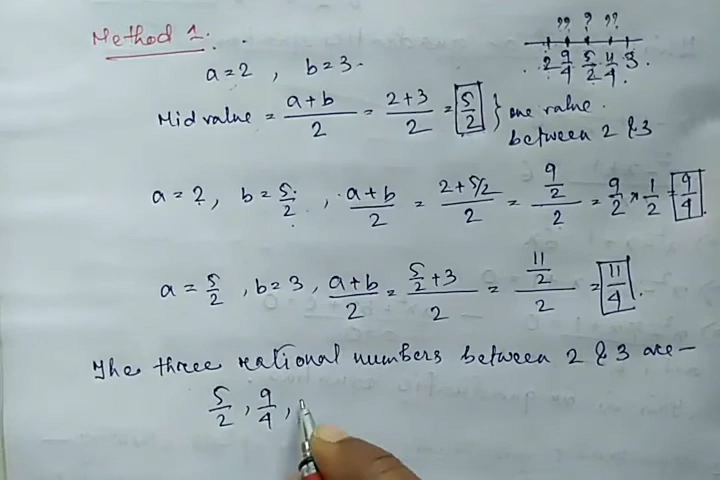 Method 1:
?? ? ??
2 9/4 5/2 11/4 3
a=2 , b=3.
Mid value = (a+b)/2 = (2+3)/2 = 5/2 } one value
between 2 & 3
a=2, b=5/2 , a+b/2 = 2+5/2/2 = 9/2/2 = 9/2 × 1/2 = 9/4
a=5/2 , b=3, a+b/2 = 5/2+3/2 = 11/2/2 = 11/4.
The three rational numbers between 2 & 3 are-
5/2 , 9/4 ,